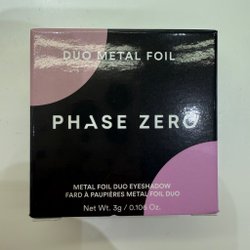 DUO METAL FOIL
PHASE ZERO
METAL FOIL DUO EYESHADOW
FARD À PAUPIÈRES METAL FOIL DUO
Net Wt. 3g / 0.106 Oz.